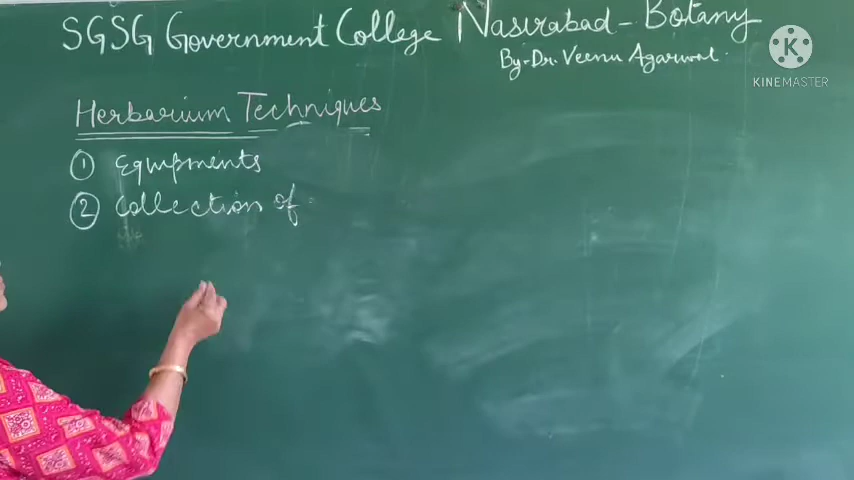 SGSG Government College Nasirabad - Botany
By-Dr. Veenu Agarwal.
KINEMASTER
Herbarium Techniques
① Equipments
② Collection of